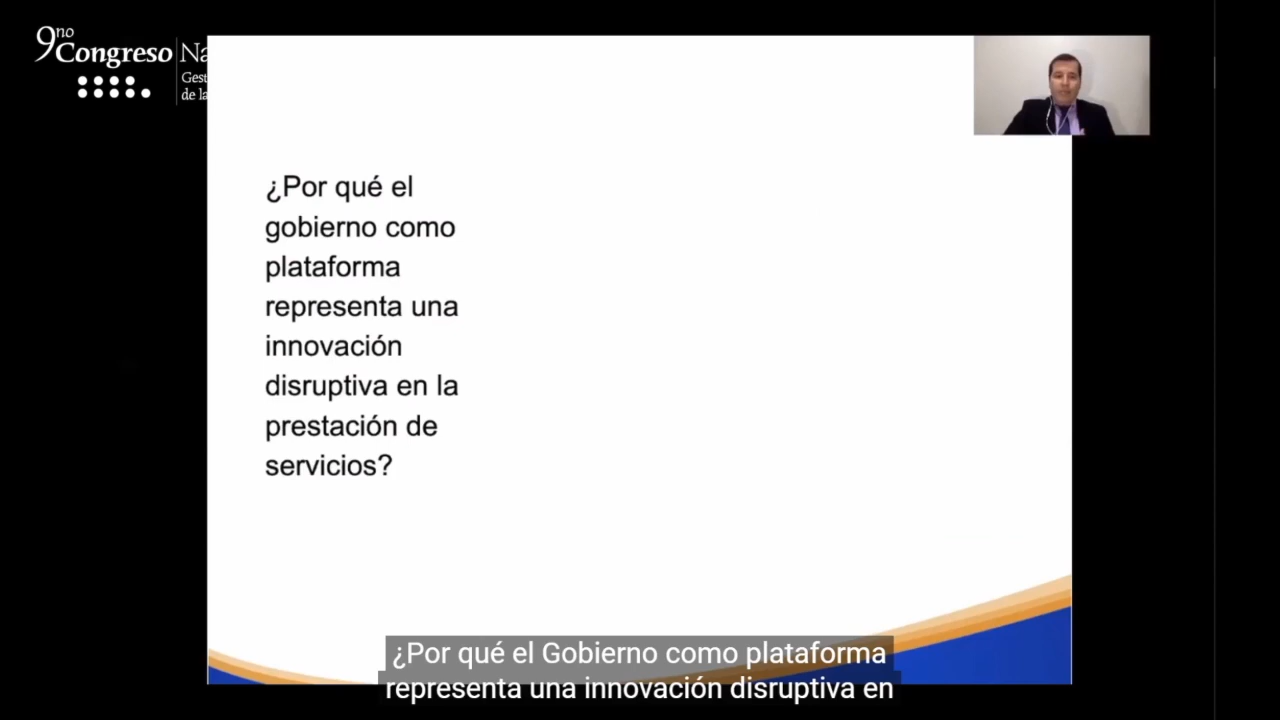 9no
Congreso
¿Por qué el
gobierno como
plataforma
representa una
innovación
disruptiva en la
prestación de
servicios?
¿Por qué el Gobierno como plataforma
representa una innovación disruptiva en